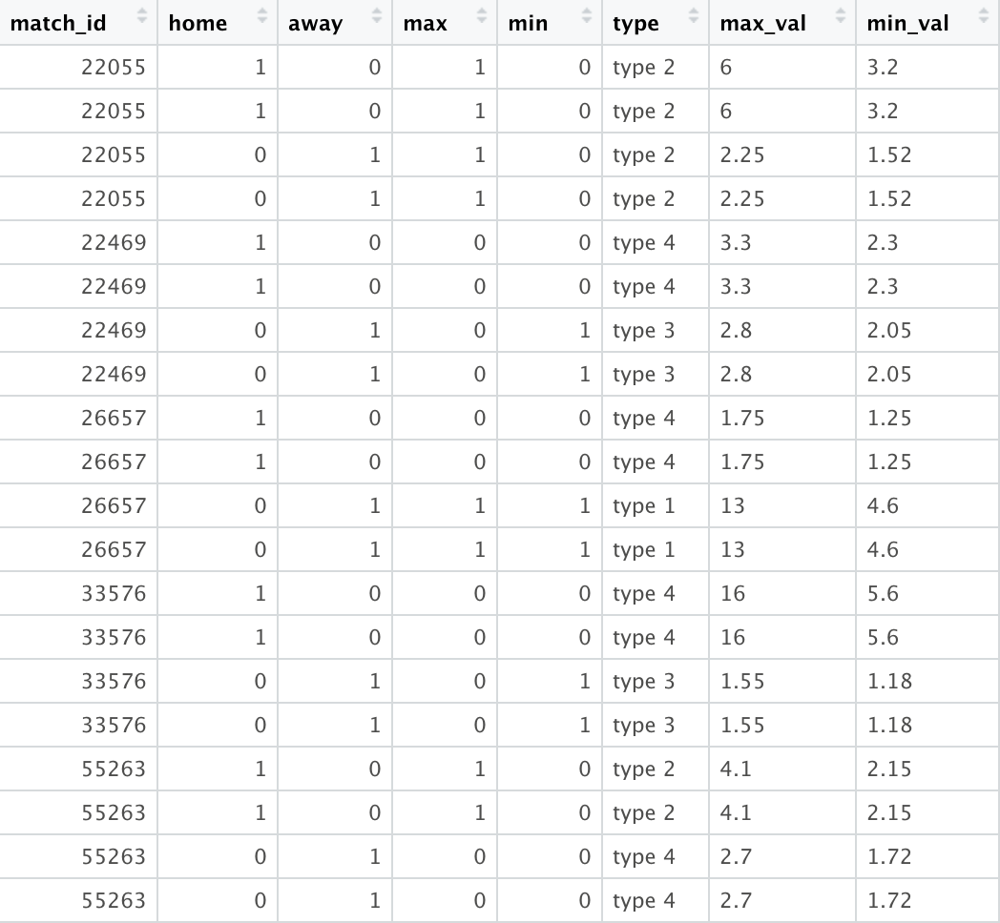 match_id home away max min type max_val min_val
22055 1 0 1 0 type 2 6 3.2
22055 1 0 1 0 type 2 6 3.2
22055 0 1 1 0 type 2 2.25 1.52
22055 0 1 1 0 type 2 2.25 1.52
22469 1 0 0 0 type 4 3.3 2.3
22469 1 0 0 0 type 4 3.3 2.3
22469 0 1 0 1 type 3 2.8 2.05
22469 0 1 0 1 type 3 2.8 2.05
26657 1 0 0 0 type 4 1.75 1.25
26657 1 0 0 0 type 4 1.75 1.25
26657 0 1 1 1 type 1 13 4.6
26657 0 1 1 1 type 1 13 4.6
33576 1 0 0 0 type 4 16 5.6
33576 1 0 0 0 type 4 16 5.6
33576 0 1 0 1 type 3 1.55 1.18
33576 0 1 0 1 type 3 1.55 1.18
55263 1 0 1 0 type 2 4.1 2.15
55263 1 0 1 0 type 2 4.1 2.15
55263 0 1 0 0 type 4 2.7 1.72
55263 0 1 0 0 type 4 2.7 1.72